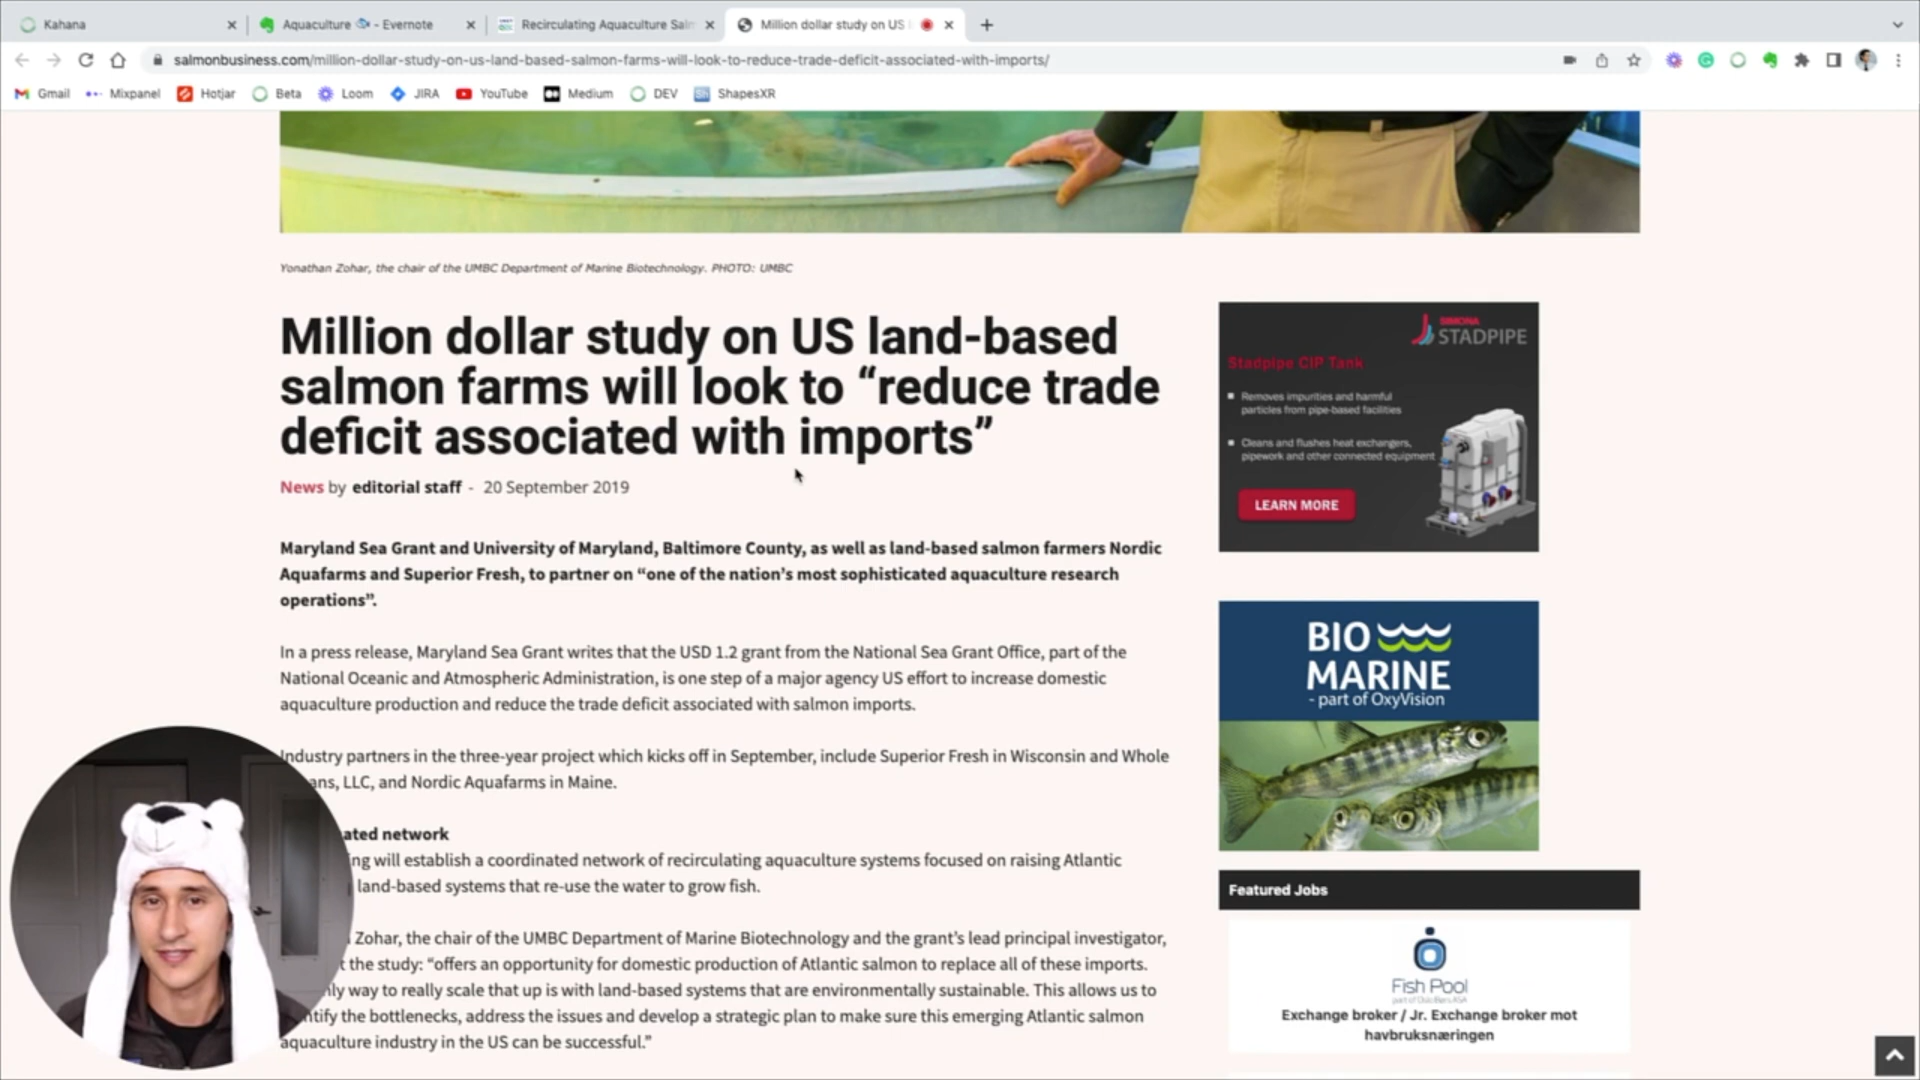 Kahana
Aquaculture - Evernote
Recirculating Aquaculture Salm
Million dollar study on US
salmonbusiness.com/million-dollar-study-on-us-land-based-salmon-farms-will-look-to-reduce-trade-deficit-associated-with-imports/
Gmail Mixpanel Hotjar Beta Loom JIRA YouTube Medium DEV ShapesXR
Yonathan Zohar, the chair of the UMBC Department of Marine Biotechnology. PHOTO: UMBC
Million dollar study on US land-based
salmon farms will look to “reduce trade
deficit associated with imports”
News by editorial staff - 20 September 2019
Maryland Sea Grant and University of Maryland, Baltimore County, as well as land-based salmon farmers Nordic
Aquafarms and Superior Fresh, to partner on “one of the nation’s most sophisticated aquaculture research
operations”.
In a press release, Maryland Sea Grant writes that the USD 1.2 grant from the National Sea Grant Office, part of the
National Oceanic and Atmospheric Administration, is one step of a major agency US effort to increase domestic
aquaculture production and reduce the trade deficit associated with salmon imports.
Industry partners in the three-year project which kicks off in September, include Superior Fresh in Wisconsin and Whole
ans, LLC, and Nordic Aquafarms in Maine.
ated network
ng will establish a coordinated network of recirculating aquaculture systems focused on raising Atlantic
land-based systems that re-use the water to grow fish.
Zohar, the chair of the UMBC Department of Marine Biotechnology and the grant’s lead principal investigator,
t the study: “offers an opportunity for domestic production of Atlantic salmon to replace all of these imports.
nly way to really scale that up is with land-based systems that are environmentally sustainable. This allows us to
ntify the bottlenecks, address the issues and develop a strategic plan to make sure this emerging Atlantic salmon
aquaculture industry in the US can be successful.”
SIMONA
STADPIPE
Stadpipe CIP Tank
Removes impurities and harmful
particles from pipe-based facilities
Cleans and flushes heat exchangers,
pipework and other connected equipment
LEARN MORE
BIO
MARINE
- part of OxyVision
Featured Jobs
Fish Pool
part of Oslo Børs ASA
Exchange broker / Jr. Exchange broker mot
havbruksnæringen